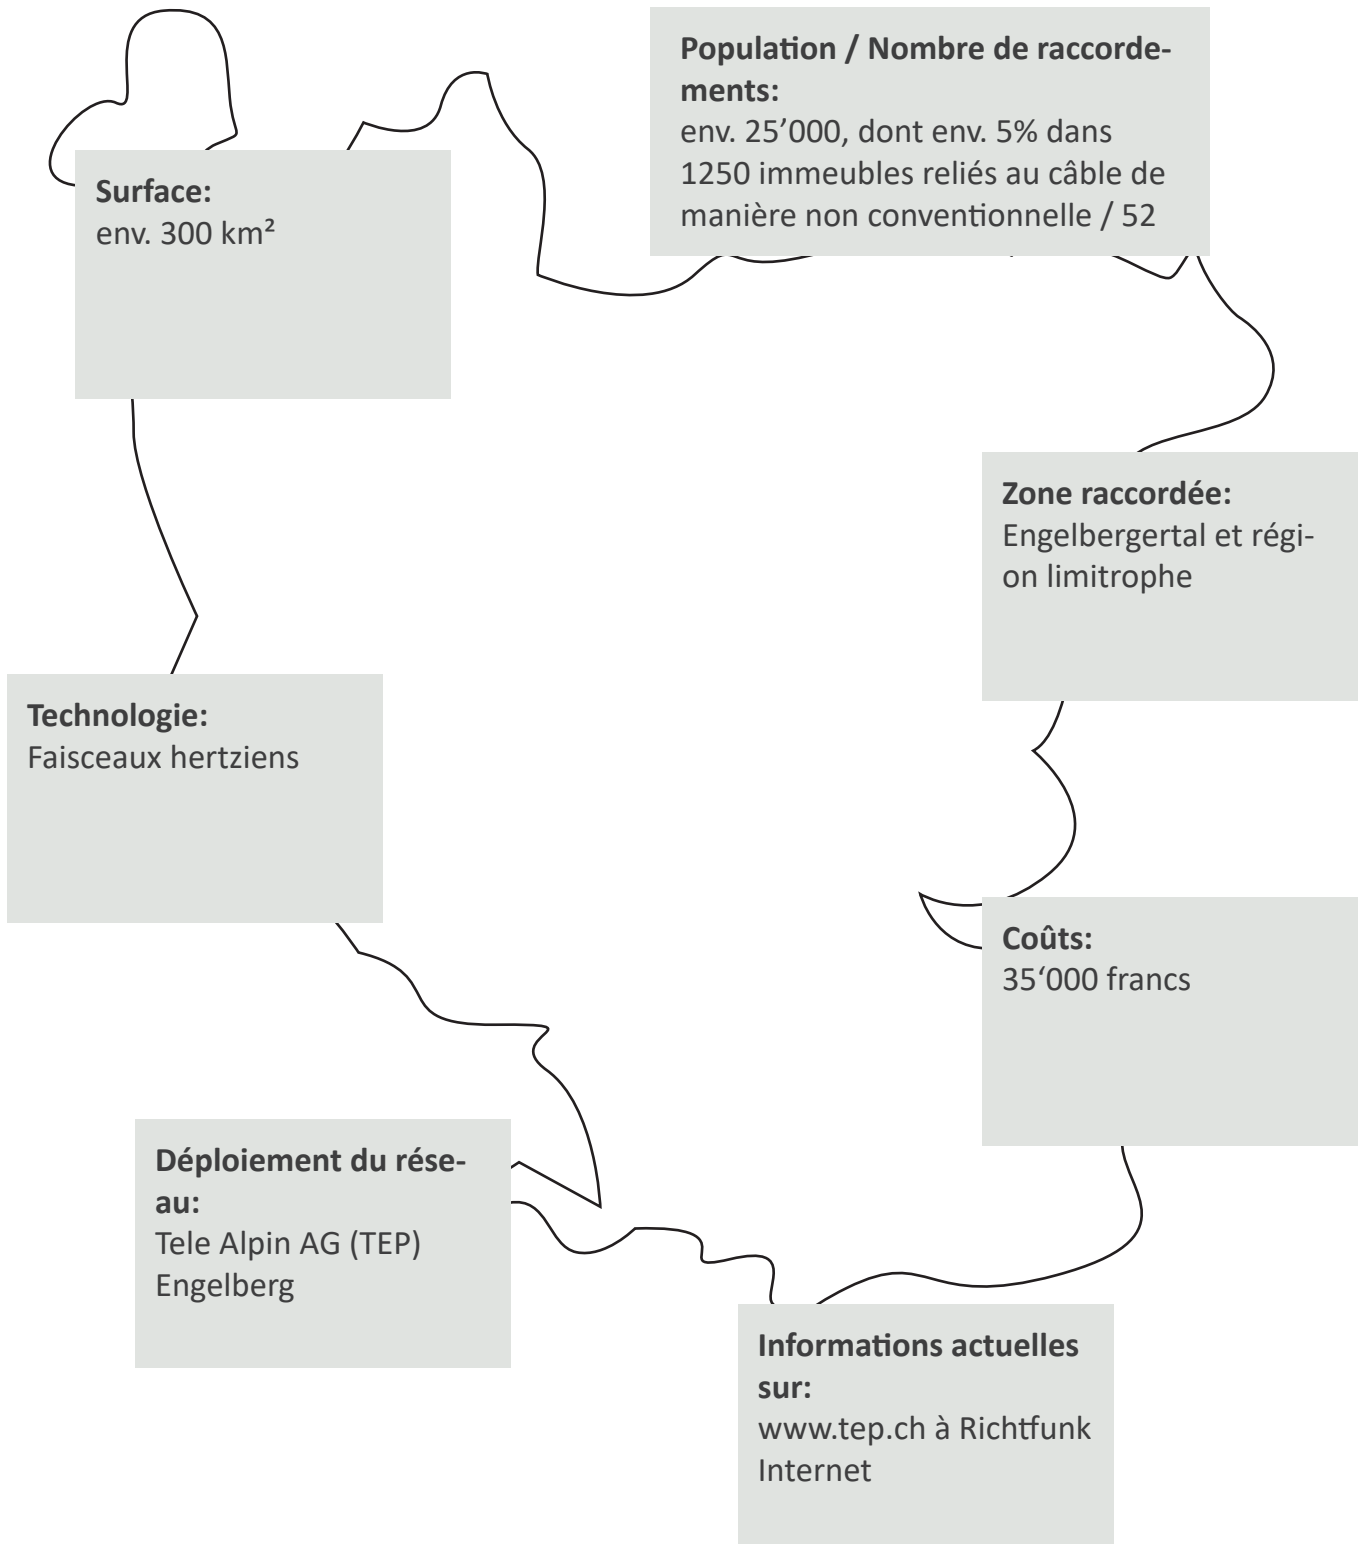 Population / Nombre de raccorde-
ments:
env. 25’000, dont env. 5% dans
1250 immeubles reliés au câble de
manière non conventionnelle / 52
Surface:
env. 300 km²
Zone raccordée:
Engelbergertal et régi-
on limitrophe
Technologie:
Faisceaux hertziens
Coûts:
35‘000 francs
Déploiement du rése-
au:
Tele Alpin AG (TEP)
Engelberg
Informations actuelles
sur:
www.tep.ch à Richtfunk
Internet